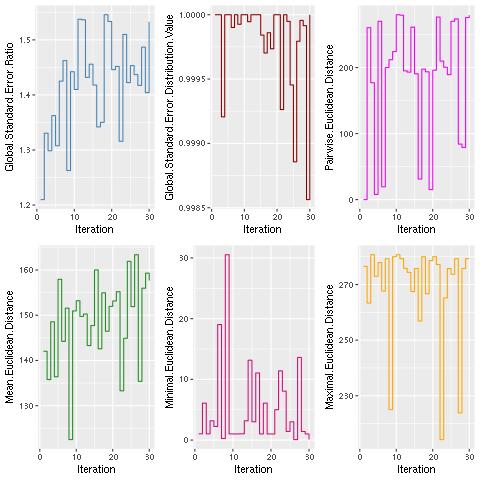 Global.Standard.Error.Ratio
1.5
1.4
1.3
1.2
0 10 20 30
Iteration
Global.Standard.Error.Distribution.Value
1.0000
0.9995
0.9990
0.9985
0 10 20 30
Iteration
Pairwise.Euclidean.Distance
200
100
0
0 10 20 30
Iteration
Mean.Euclidean.Distance
160
150
140
130
0 10 20 30
Iteration
Minimal.Euclidean.Distance
30
20
10
0
0 10 20 30
Iteration
Maximal.Euclidean.Distance
270
250
230
0 10 20 30
Iteration